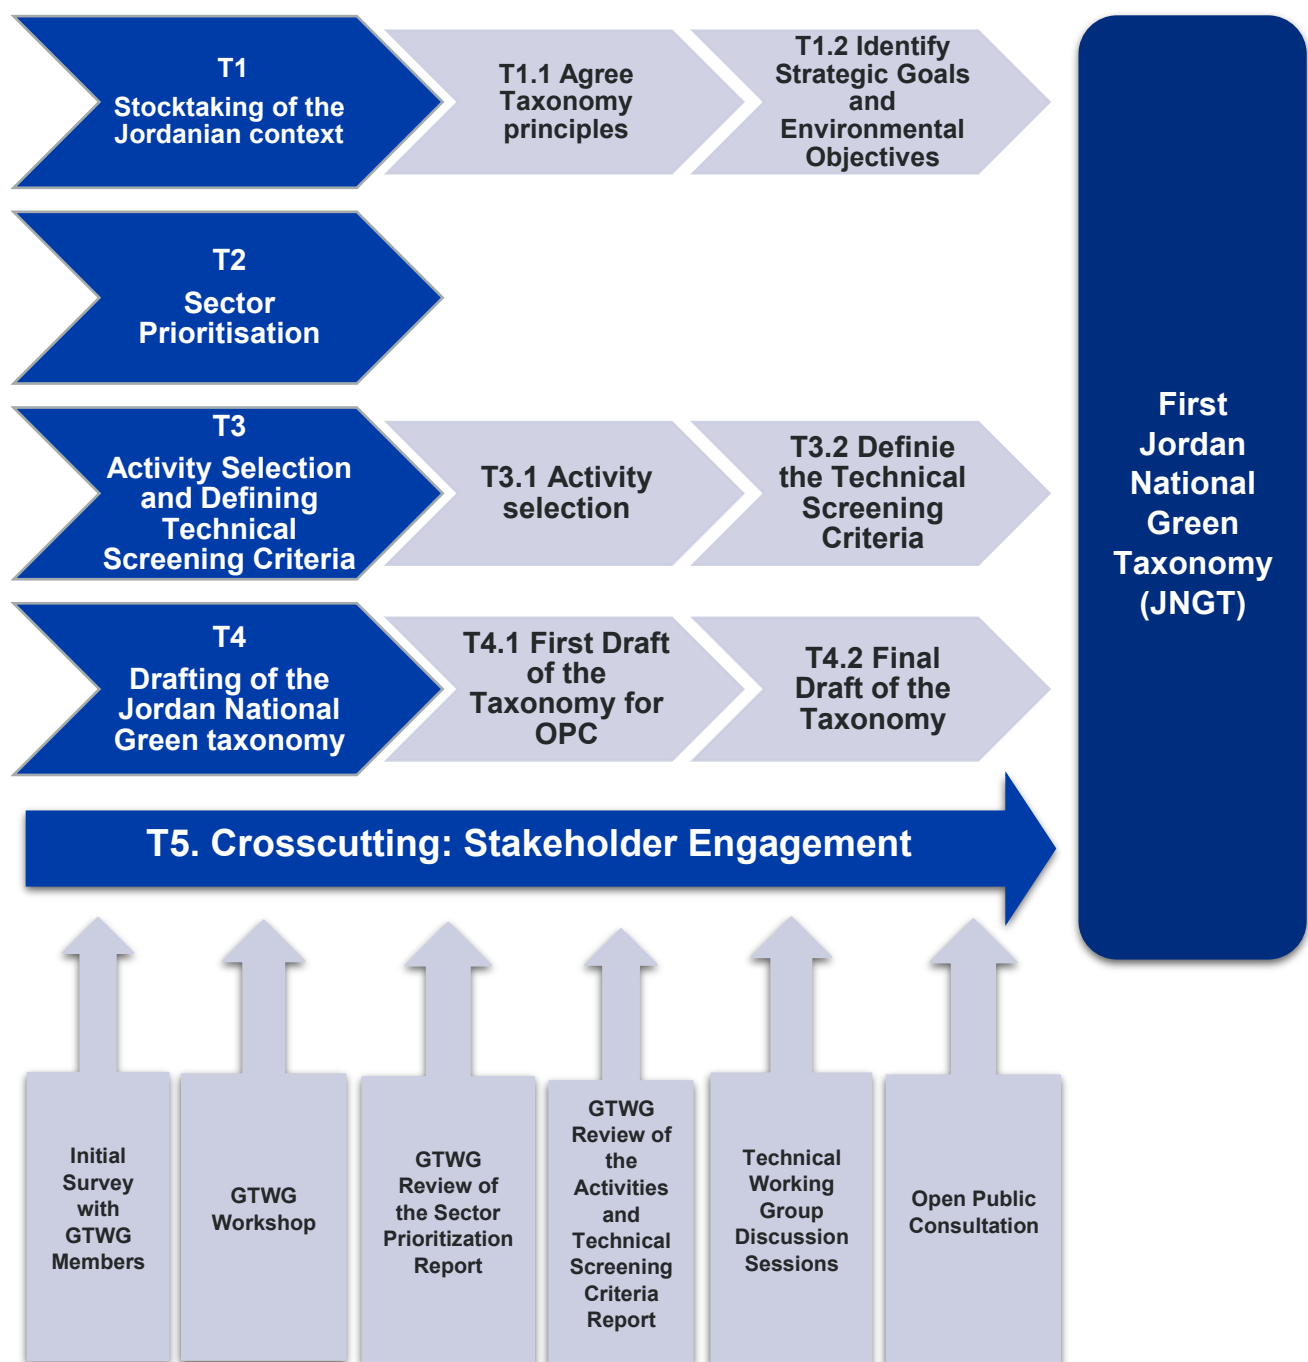 T1
Stocktaking of the
Jordanian context
T1.1 Agree
Taxonomy
principles
T1.2 Identify
Strategic Goals
and
Environmental
Objectives
T2
Sector
Prioritisation
T3
Activity Selection
and Defining
Technical
Screening Criteria
T3.1 Activity
selection
T3.2 Definie
the Technical
Screening
Criteria
T4
Drafting of the
Jordan National
Green taxonomy
T4.1 First Draft
of the
Taxonomy for
OPC
T4.2 Final
Draft of the
Taxonomy
First
Jordan
National
Green
Taxonomy
(JNGT)
T5. Crosscutting: Stakeholder Engagement
Initial
Survey
with
GTWG
Members
GTWG
Workshop
GTWG
Review of
the Sector
Prioritization
Report
GTWG
Review of
the
Activities
and
Technical
Screening
Criteria
Report
Technical
Working
Group
Discussion
Sessions
Open Public
Consultation